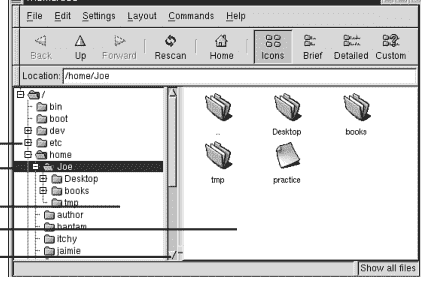 File Edit Settings Layout Commands Help
Back Up Forward Rescan Home Icons Brief Detailed Custom
Location: /home/Joe
/
bin
boot
dev
etc
home
Joe
Desktop
books
tmp
author
bantam
itchy
jaimie
.. Desktop books
tmp practice
Show all files